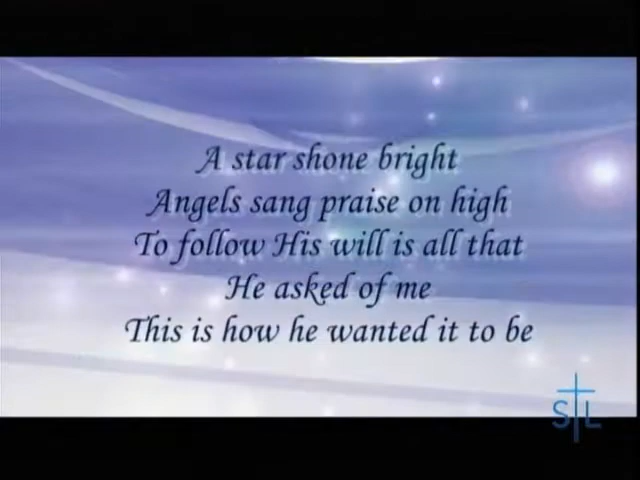 A star shone bright
Angels sang praise on high
To follow His will is all that
He asked of me
This is how he wanted it to be
S L